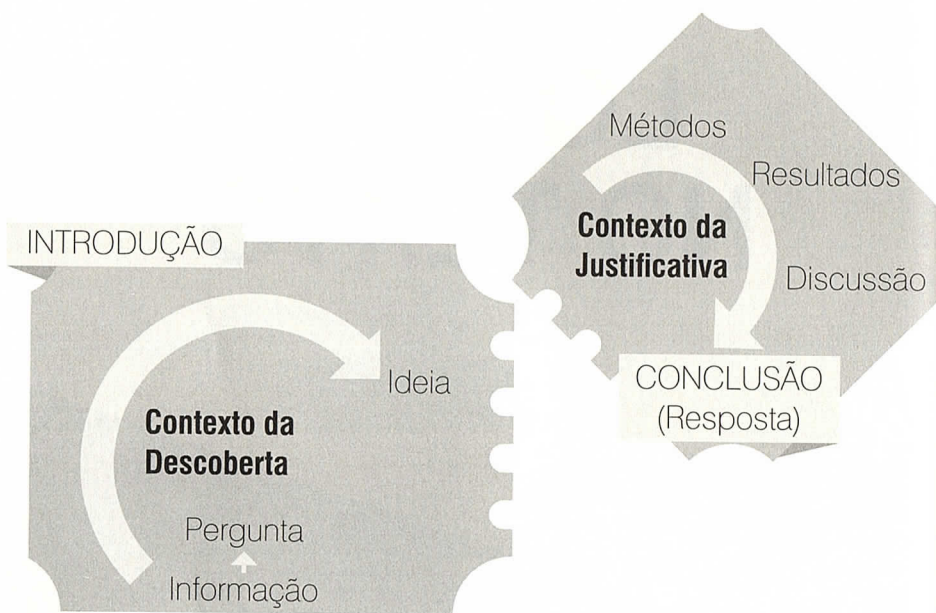 INTRODUÇÃO
Ideia
Contexto da
Descoberta
Pergunta
Informação
Métodos
Resultados
Contexto da
Justificativa
Discussão
CONCLUSÃO
(Resposta)